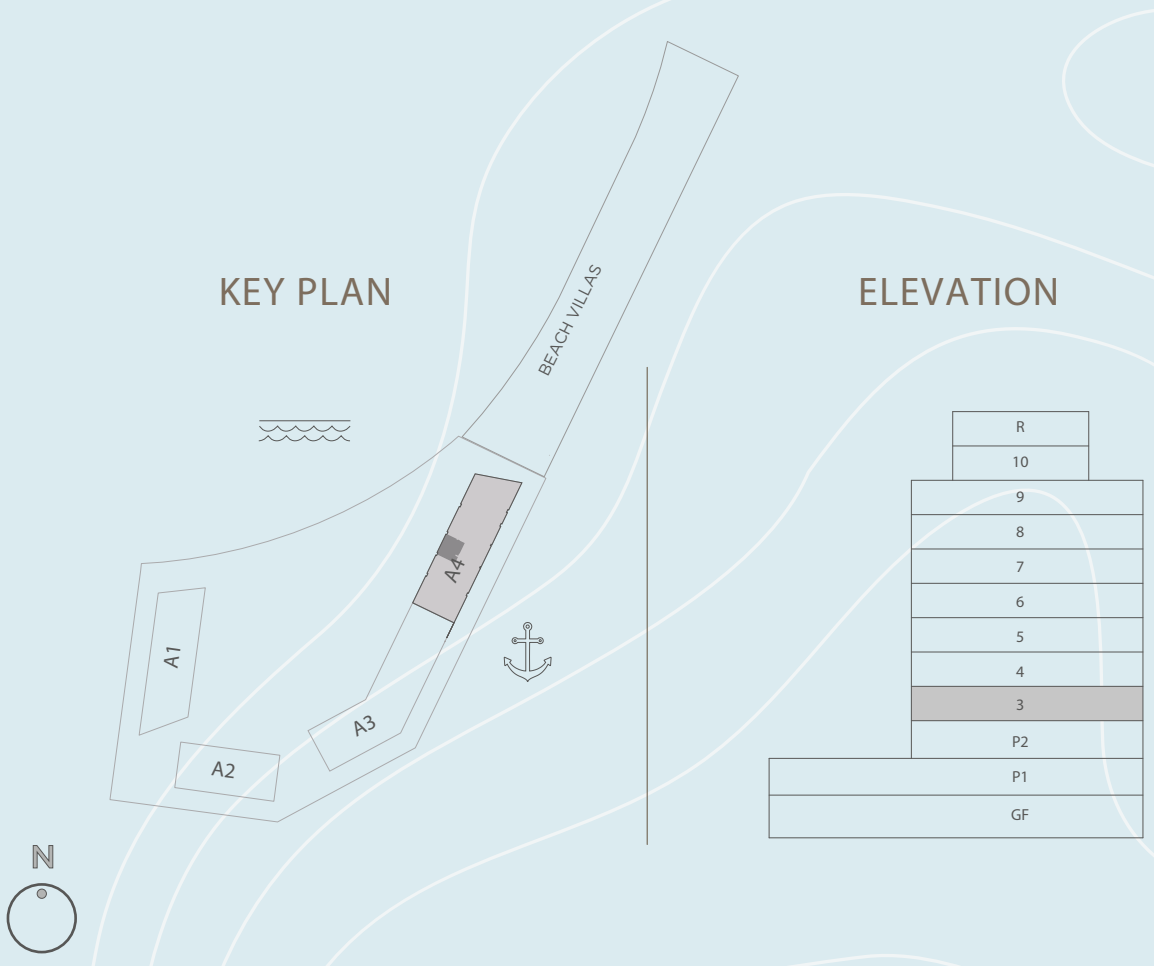 KEY PLAN
ELEVATION
BEACH VILLAS
A4
A1
A3
A2
N
R
10
9
8
7
6
5
4
3
P2
P1
GF